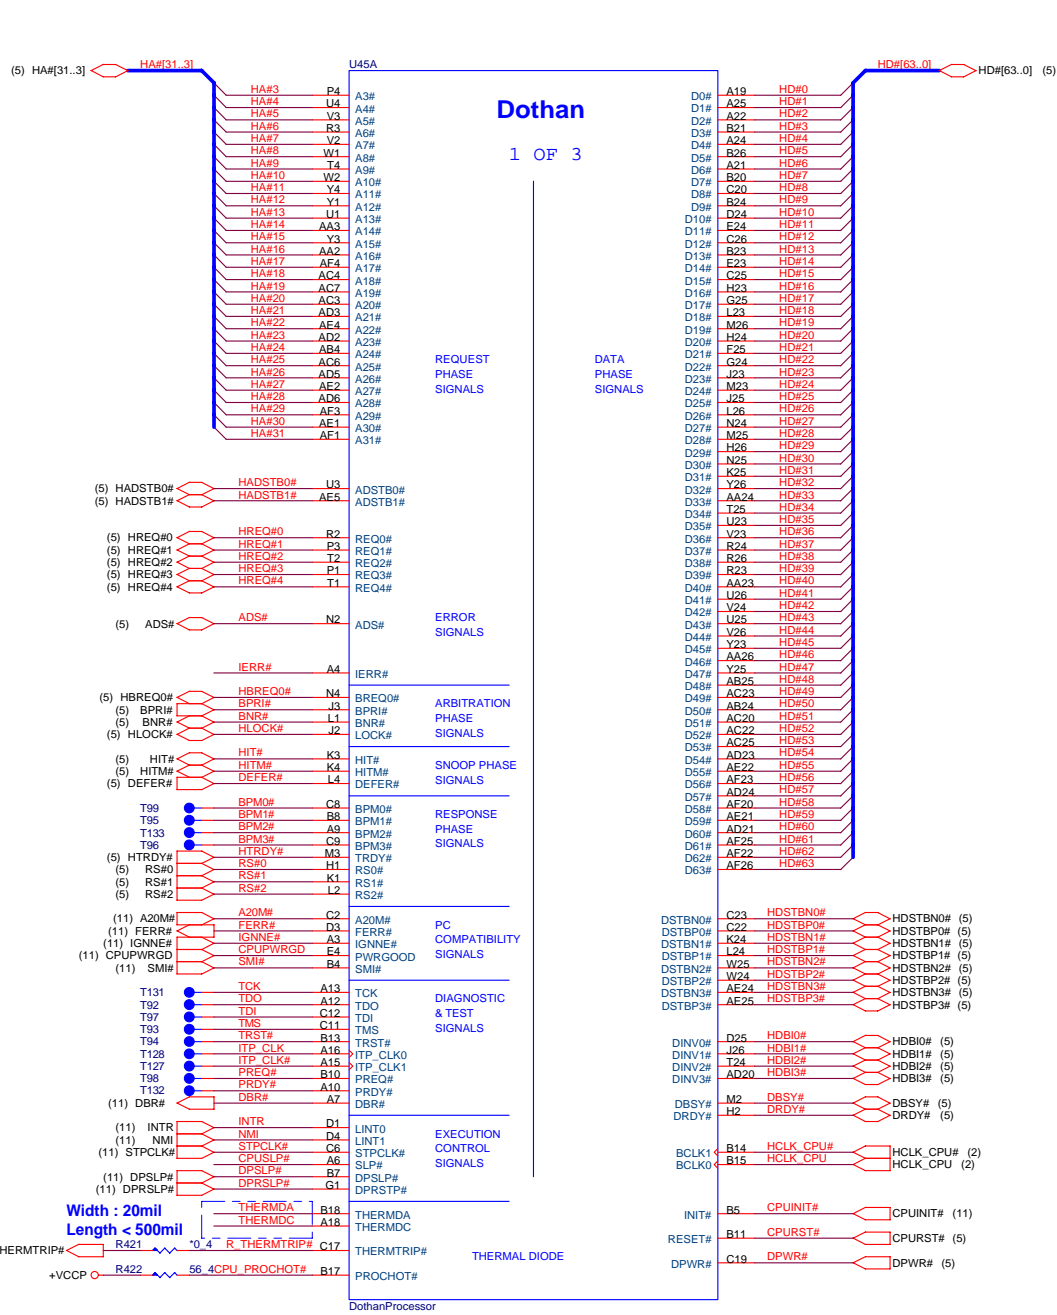 (5) HA#[31..3] HA#[31..3]
U45A
HD#[63..0] HD#[63..0] (5)
Dothan
1 OF 3
HA#3 P4 A3#
HA#4 U4 A4#
HA#5 V3 A5#
HA#6 R3 A6#
HA#7 V2 A7#
HA#8 W1 A8#
HA#9 T4 A9#
HA#10 W2 A10#
HA#11 Y4 A11#
HA#12 Y1 A12#
HA#13 U1 A13#
HA#14 AA3 A14#
HA#15 Y3 A15#
HA#16 AA2 A16#
HA#17 AF4 A17#
HA#18 AC4 A18#
HA#19 AC7 A19#
HA#20 AC3 A20#
HA#21 AD3 A21#
HA#22 AE4 A22#
HA#23 AD2 A23#
HA#24 AB4 A24#
HA#25 AC6 A25#
HA#26 AD5 A26#
HA#27 AE2 A27#
HA#28 AD6 A28#
HA#29 AF3 A29#
HA#30 AE1 A30#
HA#31 AF1 A31#
REQUEST
PHASE
SIGNALS
(5) HADSTB0# HADSTB0# U3 ADSTB0#
(5) HADSTB1# HADSTB1# AE5 ADSTB1#
(5) HREQ#0 HREQ#0 R2 REQ0#
(5) HREQ#1 HREQ#1 P3 REQ1#
(5) HREQ#2 HREQ#2 T2 REQ2#
(5) HREQ#3 HREQ#3 P1 REQ3#
(5) HREQ#4 HREQ#4 T1 REQ4#
(5) ADS# ADS# N2 ADS#
ERROR
SIGNALS
IERR# A4 IERR#
(5) HBREQ0# HBREQ0# N4 BREQ0#
(5) BPRI# BPRI# J3 BPRI#
(5) BNR# BNR# L1 BNR#
(5) HLOCK# HLOCK# J2 LOCK#
ARBITRATION
PHASE
SIGNALS
(5) HIT# HIT# K3 HIT#
(5) HITM# HITM# K4 HITM#
(5) DEFER# DEFER# L4 DEFER#
SNOOP PHASE
SIGNALS
T99 BPM0# C8 BPM0#
T95 BPM1# B8 BPM1#
T133 BPM2# A9 BPM2#
T96 BPM3# C9 BPM3#
(5) HTRDY# HTRDY# M3 TRDY#
(5) RS#0 RS#0 H1 RS0#
(5) RS#1 RS#1 K1 RS1#
(5) RS#2 RS#2 L2 RS2#
RESPONSE
PHASE
SIGNALS
(11) A20M# A20M# C2 A20M#
(11) FERR# FERR# D3 FERR#
(11) IGNNE# IGNNE# A3 IGNNE#
(11) CPUPWRGD CPUPWRGD E4 PWRGOOD
(11) SMI# SMI# B4 SMI#
PC
COMPATIBILITY
SIGNALS
T131 TCK A13 TCK
T92 TDO A12 TDO
T97 TDI C12 TDI
T93 TMS C11 TMS
T94 TRST# B13 TRST#
T128 ITP_CLK A16 ITP_CLK0
T127 ITP_CLK# A15 ITP_CLK1
T98 PREQ# B10 PREQ#
T132 PRDY# A10 PRDY#
(11) DBR# DBR# A7 DBR#
DIAGNOSTIC
& TEST
SIGNALS
(11) INTR INTR D1 LINT0
(11) NMI NMI D4 LINT1
(11) STPCLK# STPCLK# C6 STPCLK#
CPUSLP# A6 SLP#
(11) DPSLP# DPSLP# B7 DPSLP#
(11) DPRSLP# DPRSLP# G1 DPRSTP#
EXECUTION
CONTROL
SIGNALS
Width : 20mil
Length < 500mil
THERMDA B18 THERMDA
THERMDC A18 THERMDC
HERMTRIP# R421 *0_4 R_THERMTRIP# C17 THERMTRIP#
+VCCP R422 56_4 CPU_PROCHOT# B17 PROCHOT#
THERMAL DIODE
DothanProcessor
DATA
PHASE
SIGNALS
D0# A19 HD#0
D1# A25 HD#1
D2# A22 HD#2
D3# B21 HD#3
D4# A24 HD#4
D5# B26 HD#5
D6# A21 HD#6
D7# B20 HD#7
D8# C20 HD#8
D9# B24 HD#9
D10# D24 HD#10
D11# E24 HD#11
D12# C26 HD#12
D13# B23 HD#13
D14# E23 HD#14
D15# C25 HD#15
D16# H23 HD#16
D17# G25 HD#17
D18# L23 HD#18
D19# M26 HD#19
D20# H24 HD#20
D21# F25 HD#21
D22# G24 HD#22
D23# J23 HD#23
D24# M23 HD#24
D25# J25 HD#25
D26# L26 HD#26
D27# N24 HD#27
D28# M25 HD#28
D29# H26 HD#29
D30# N25 HD#30
D31# K25 HD#31
D32# Y26 HD#32
D33# AA24 HD#33
D34# T25 HD#34
D35# U23 HD#35
D36# V23 HD#36
D37# R24 HD#37
D38# R26 HD#38
D39# R23 HD#39
D40# AA23 HD#40
D41# U26 HD#41
D42# V24 HD#42
D43# U25 HD#43
D44# V26 HD#44
D45# Y23 HD#45
D46# AA26 HD#46
D47# Y25 HD#47
D48# AB25 HD#48
D49# AC23 HD#49
D50# AB24 HD#50
D51# AC20 HD#51
D52# AC22 HD#52
D53# AC25 HD#53
D54# AD23 HD#54
D55# AE22 HD#55
D56# AF23 HD#56
D57# AD24 HD#57
D58# AF20 HD#58
D59# AE21 HD#59
D60# AD21 HD#60
D61# AF25 HD#61
D62# AF22 HD#62
D63# AF26 HD#63
DSTBN0# C23 HDSTBN0# HDSTBN0# (5)
DSTBP0# C22 HDSTBP0# HDSTBP0# (5)
DSTBN1# K24 HDSTBN1# HDSTBN1# (5)
DSTBP1# L24 HDSTBP1# HDSTBP1# (5)
DSTBN2# W25 HDSTBN2# HDSTBN2# (5)
DSTBP2# W24 HDSTBP2# HDSTBP2# (5)
DSTBN3# AE24 HDSTBN3# HDSTBN3# (5)
DSTBP3# AE25 HDSTBP3# HDSTBP3# (5)
DINV0# D25 HDBI0# HDBI0# (5)
DINV1# J26 HDBI1# HDBI1# (5)
DINV2# T24 HDBI2# HDBI2# (5)
DINV3# AD20 HDBI3# HDBI3# (5)
DBSY# M2 DBSY# DBSY# (5)
DRDY# H2 DRDY# DRDY# (5)
BCLK1 B14 HCLK_CPU# HCLK_CPU# (2)
BCLK0 B15 HCLK_CPU HCLK_CPU (2)
INIT# B5 CPUINIT# CPUINIT# (11)
RESET# B11 CPURST# CPURST# (5)
DPWR# C19 DPWR# DPWR# (5)